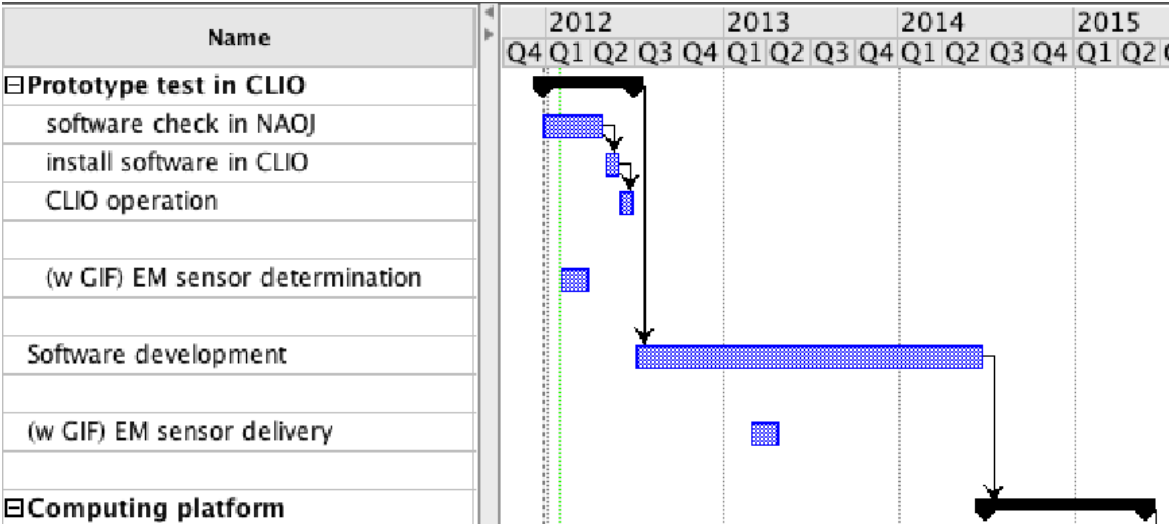 Name
2012 2013 2014 2015
Q4 Q1 Q2 Q3 Q4 Q1 Q2 Q3 Q4 Q1 Q2 Q3 Q4 Q1 Q2
Prototype test in CLIO
software check in NAOJ
install software in CLIO
CLIO operation
(w GIF) EM sensor determination
Software development
(w GIF) EM sensor delivery
Computing platform